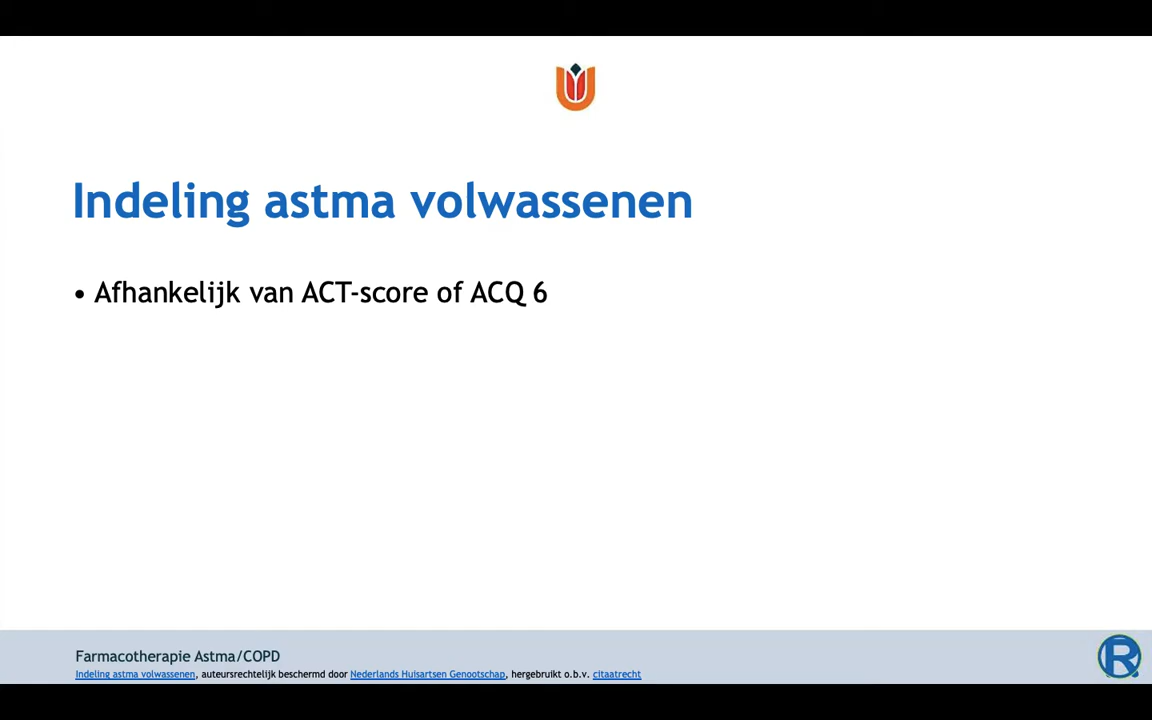 Indeling astma volwassenen
• Afhankelijk van ACT-score of ACQ 6
Farmacotherapie Astma/COPD
Indeling astma volwassenen, auteursrechtelijk beschermd door Nederlands Huisartsen Genootschap, hergebruikt o.b.v. citaatrecht
R